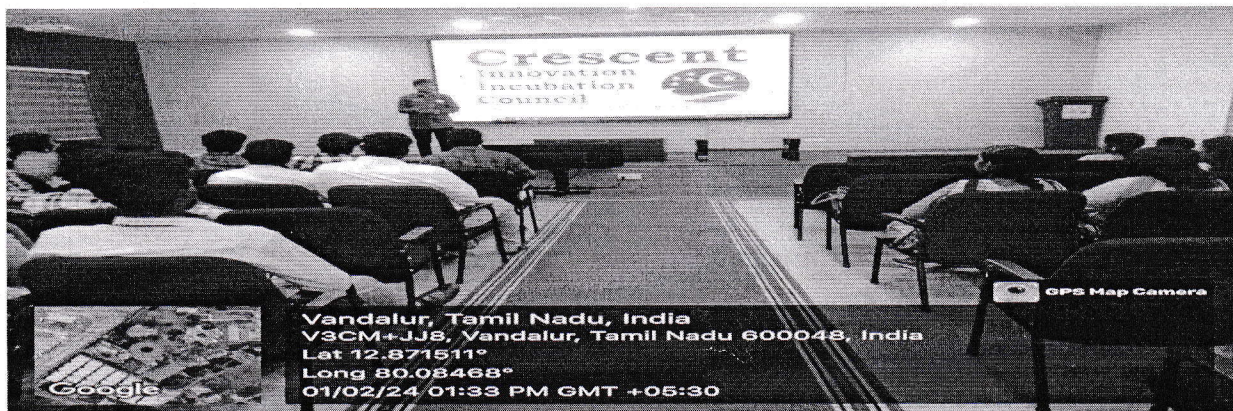 Crescent
Innovation
Incubation
Council
GPS Map Camera
Vandalur, Tamil Nadu, India
V3CM+JJ8, Vandalur, Tamil Nadu 600048, India
Lat 12.871511°
Long 80.08468°
01/02/24 01:33 PM GMT +05:30
Google